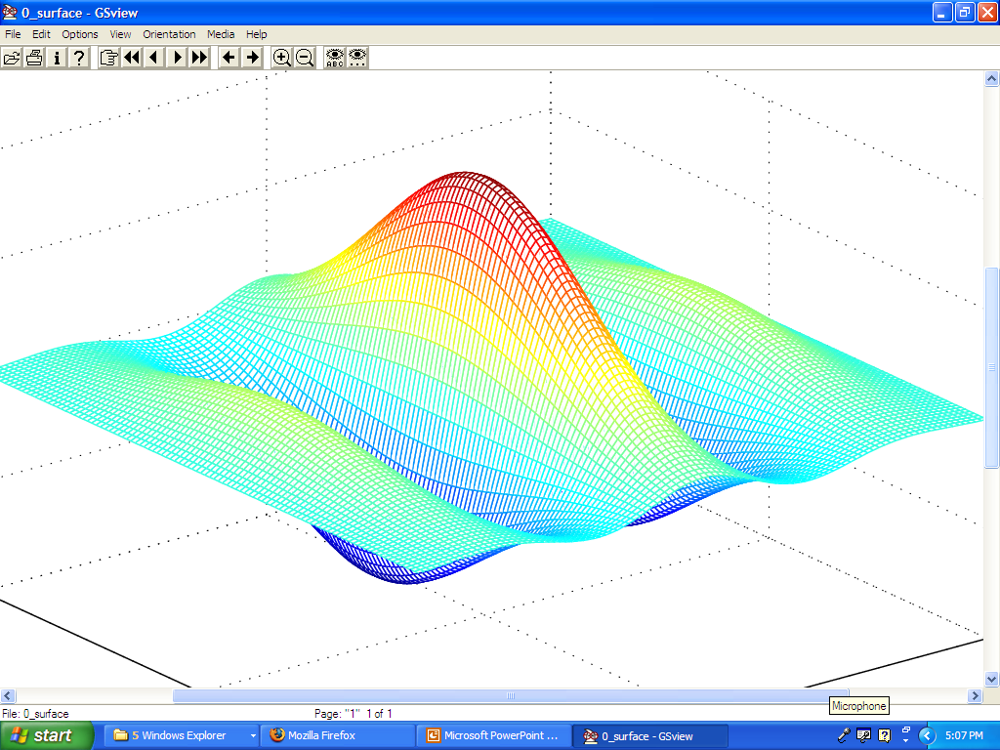 0_surface - GSview
File Edit Options View Orientation Media Help
i ? ABC
File: 0_surface Page: "1" 1 of 1
Microphone
start 5 Windows Explorer Mozilla Firefox Microsoft PowerPoint ... 0_surface - GSview ? 5:07 PM